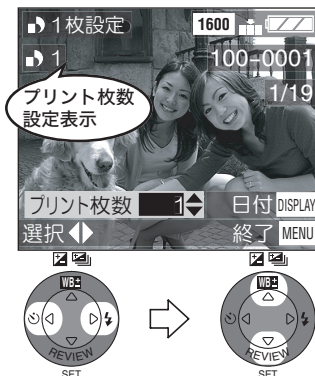 1枚設定
1600
1
100-0001
1/19
プリント枚数
設定表示
プリント枚数 1
日付 DISPLAY
選択
終了 MENU
WB±
REVIEW
SET
WB±
REVIEW
SET